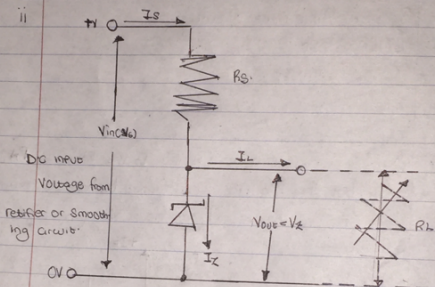 ii
+V
Is
Rs.
Vin(Vs)
IL
DC input
Voltage from
retifier or Smooth
ing circuit.
Vout=Vz
RL
Iz
0V